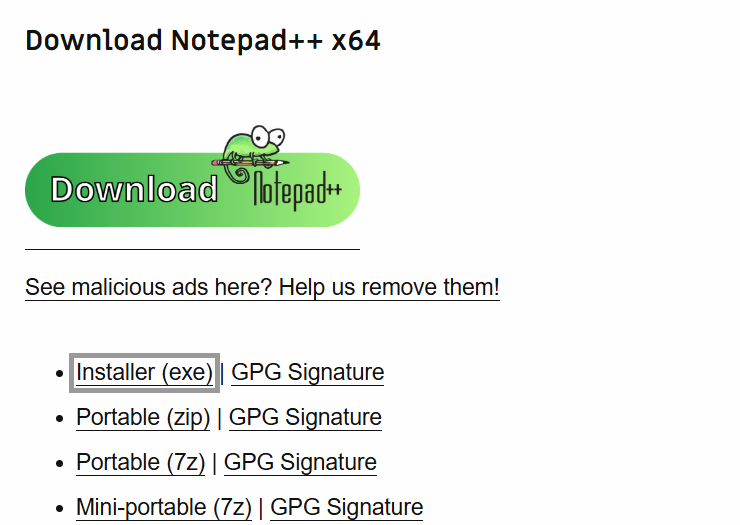 Download Notepad++ x64
Download Notepad++
See malicious ads here? Help us remove them!
Installer (exe) | GPG Signature
Portable (zip) | GPG Signature
Portable (7z) | GPG Signature
Mini-portable (7z) | GPG Signature